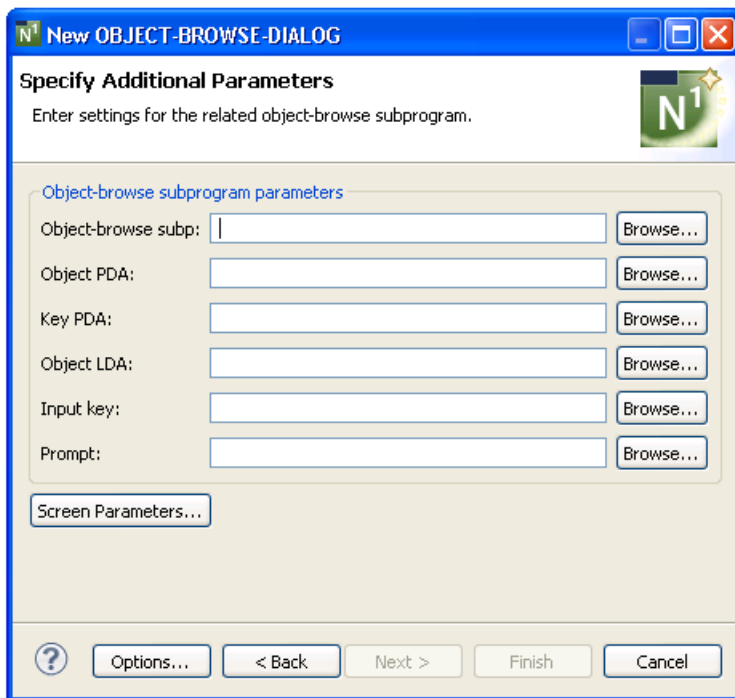 N1 New OBJECT-BROWSE-DIALOG
Specify Additional Parameters
Enter settings for the related object-browse subprogram.
N1
Object-browse subprogram parameters
Object-browse subp: Browse...
Object PDA: Browse...
Key PDA: Browse...
Object LDA: Browse...
Input key: Browse...
Prompt: Browse...
Screen Parameters...
? Options... < Back Next > Finish Cancel